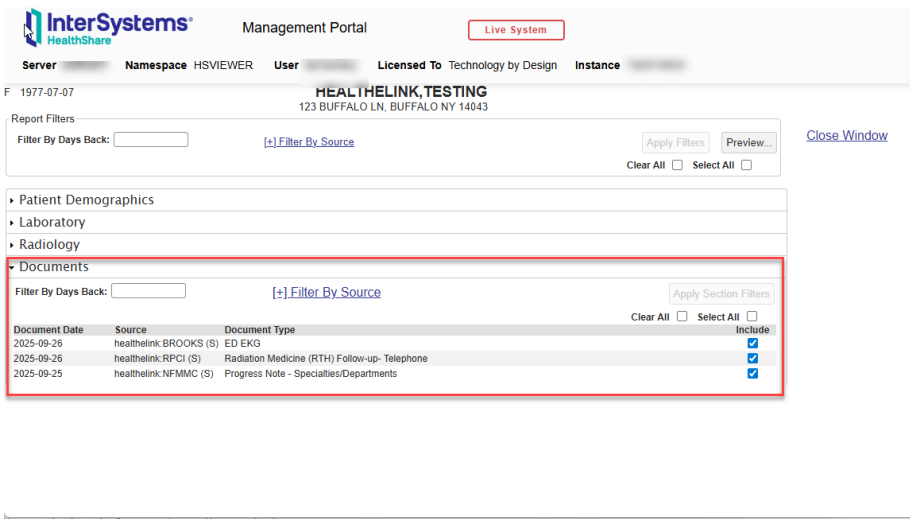 InterSystems®
HealthShare
Management Portal
Live System
Server Namespace HSVIEWER User Licensed To Technology by Design Instance
F 1977-07-07 HEALTHELINK,TESTING
123 BUFFALO LN, BUFFALO NY 14043
Report Filters
Filter By Days Back: [+] Filter By Source Apply Filters Preview... Close Window
Clear All Select All
Patient Demographics
Laboratory
Radiology
Documents
Filter By Days Back: [+] Filter By Source Apply Section Filters
Clear All Select All
Document Date Source Document Type Include
2025-09-26 healthelink:BROOKS (S) ED EKG
2025-09-26 healthelink:RPCI (S) Radiation Medicine (RTH) Follow-up- Telephone
2025-09-25 healthelink:NFMMC (S) Progress Note - Specialties/Departments